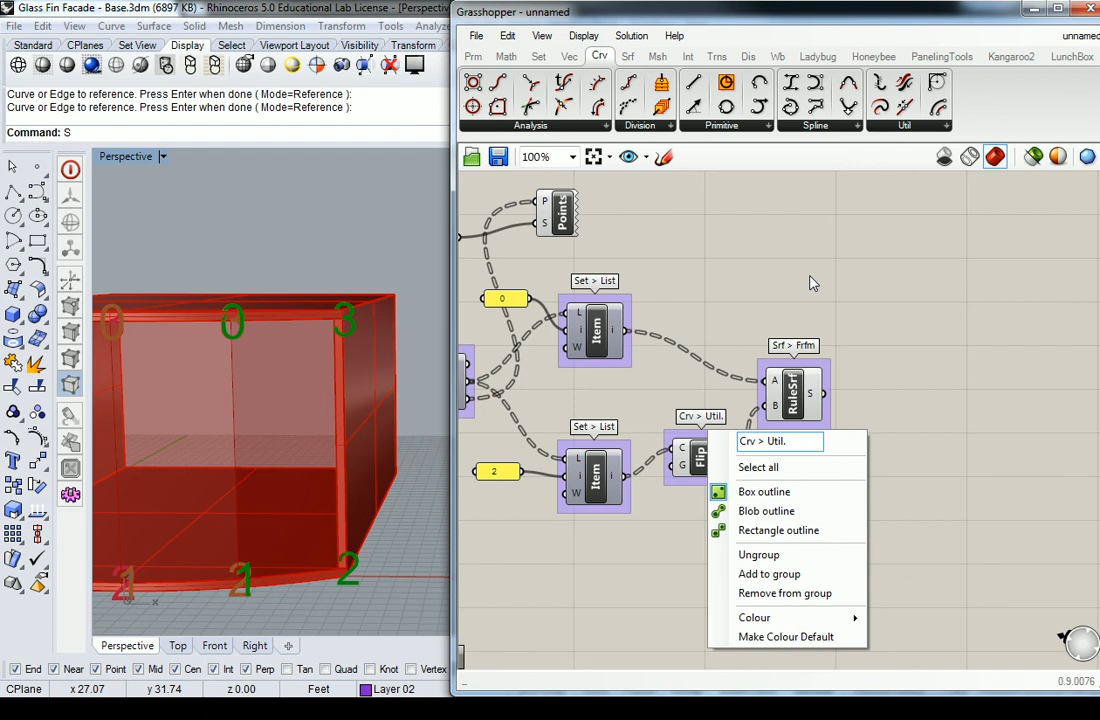 Glass Fin Facade - Base.3dm (6897 KB) - Rhinoceros 5.0 Educational Lab License - [Perspective
File Edit View Curve Surface Solid Mesh Dimension Transform Tools Analyze
Standard CPlanes Set View Display Select Viewport Layout Visibility Transform
Curve or Edge to reference. Press Enter when done ( Mode=Reference ):
Curve or Edge to reference. Press Enter when done ( Mode=Reference ):
Command: S
Perspective
0 0 3
2 1 2
Perspective Top Front Right
End Near Point Mid Cen Int Perp Tan Quad Knot Vertex
CPlane x 27.07 y 31.74 z 0.00 Feet Layer 02
Grasshopper - unnamed
File Edit View Display Solution Help unnamed
Prm Math Set Vec Crv Srf Msh Int Trns Dis Wb Ladybug Honeybee PanelingTools Kangaroo2 LunchBox
Analysis Division Primitive Spline Util
100%
P
S
Points
Set > List
0
L
i
W
Item
i
Srf > Frfm
A
B
RuleSrf
S
Set > List
2
L
i
W
Item
i
Crv > Util.
C
G
Flip
Crv > Util.
Select all
Box outline
Blob outline
Rectangle outline
Ungroup
Add to group
Remove from group
Colour
Make Colour Default
0.9.0076